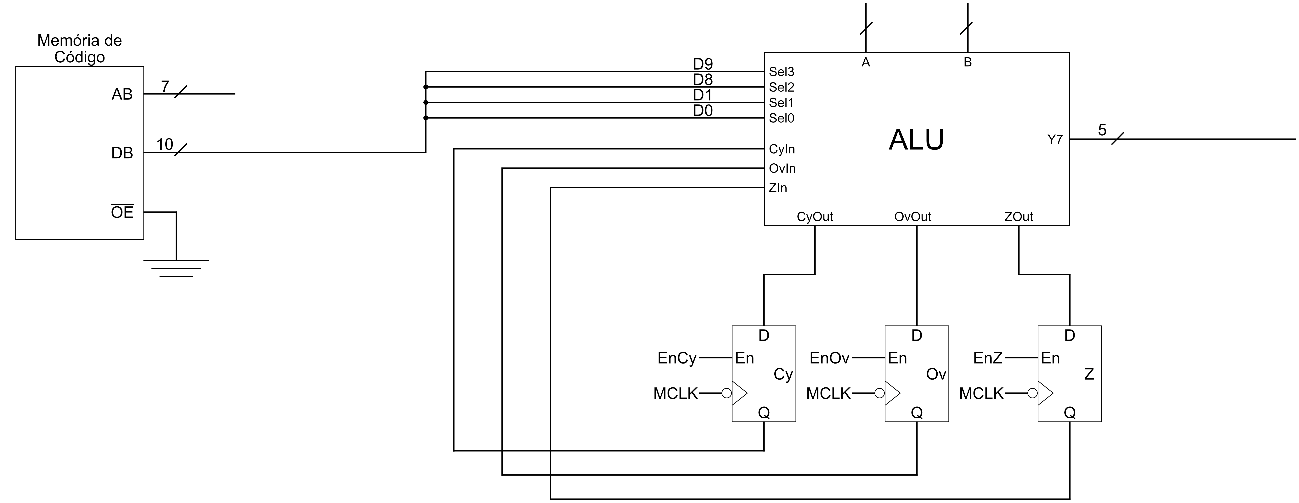 Memória de
Código
AB
7
DB
10
OE
D9
D8
D1
D0
A
B
Sel3
Sel2
Sel1
Sel0
CyIn
OvIn
ZIn
ALU
Y7
5
CyOut
OvOut
ZOut
D
D
D
EnCy
En
EnOv
En
EnZ
En
Cy
Ov
Z
MCLK
MCLK
MCLK
Q
Q
Q